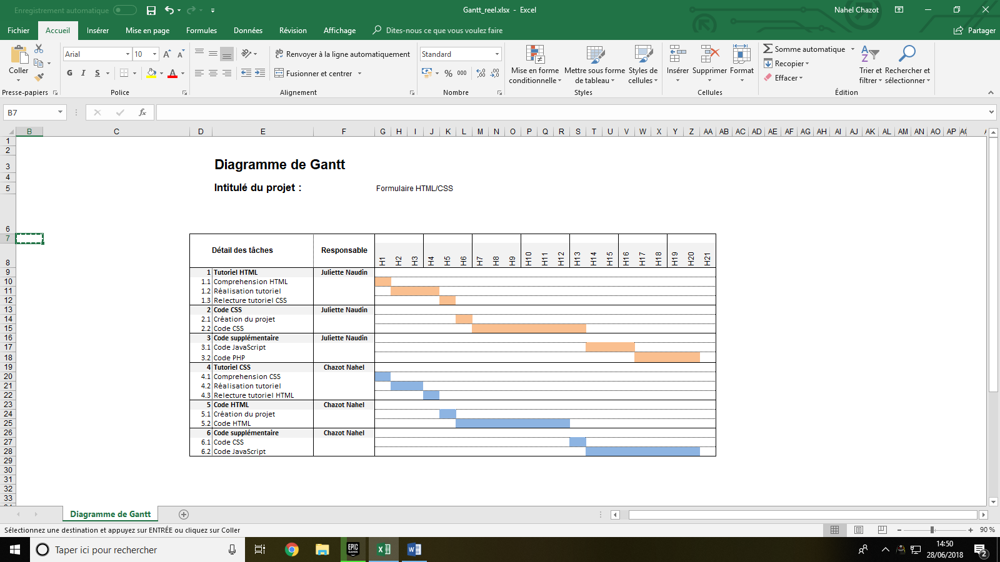 Enregistrement automatique
Gantt_reel.xlsx - Excel
Nahel Chazot
Fichier Accueil Insérer Mise en page Formules Données Révision Affichage Dites-nous ce que vous voulez faire Partager
Coller
Presse-papiers
Arial 10
G I S
Police
Renvoyer à la ligne automatiquement
Fusionner et centrer
Alignement
Standard
% 000
Nombre
Mise en forme conditionnelle
Mettre sous forme de tableau
Styles de cellules
Styles
Insérer Supprimer Format
Cellules
Somme automatique
Recopier
Effacer
Trier et filtrer
Rechercher et sélectionner
Édition
B7 fx
B C D E F G H I J K L M N O P Q R S T U V W X Y Z AA AB AC AD AE AF AG AH AI AJ AK AL AM AN AO AP
1
2
3 Diagramme de Gantt
4
5 Intitulé du projet : Formulaire HTML/CSS
6
7
8 Détail des tâches Responsable H1 H2 H3 H4 H5 H6 H7 H8 H9 H10 H11 H12 H13 H14 H15 H16 H17 H18 H19 H20 H21
9 1 Tutoriel HTML Juliette Naudin
10 1.1 Comprehension HTML
11 1.2 Réalisation tutoriel
12 1.3 Relecture tutoriel CSS
13 2 Code CSS Juliette Naudin
14 2.1 Création du projet
15 2.2 Code CSS
16 3 Code supplémentaire Juliette Naudin
17 3.1 Code JavaScript
18 3.2 Code PHP
19 4 Tutoriel CSS Chazot Nahel
20 4.1 Comprehension CSS
21 4.2 Réalisation tutoriel
22 4.3 Relecture tutoriel HTML
23 5 Code HTML Chazot Nahel
24 5.1 Création du projet
25 5.2 Code HTML
26 6 Code supplémentaire Chazot Nahel
27 6.1 Code CSS
28 6.2 Code JavaScript
29
30
31
32
33
Diagramme de Gantt
Sélectionnez une destination et appuyez sur ENTRÉE ou cliquez sur Coller
90 %
Taper ici pour rechercher
EPIC GAMES
14:50
28/06/2018
2